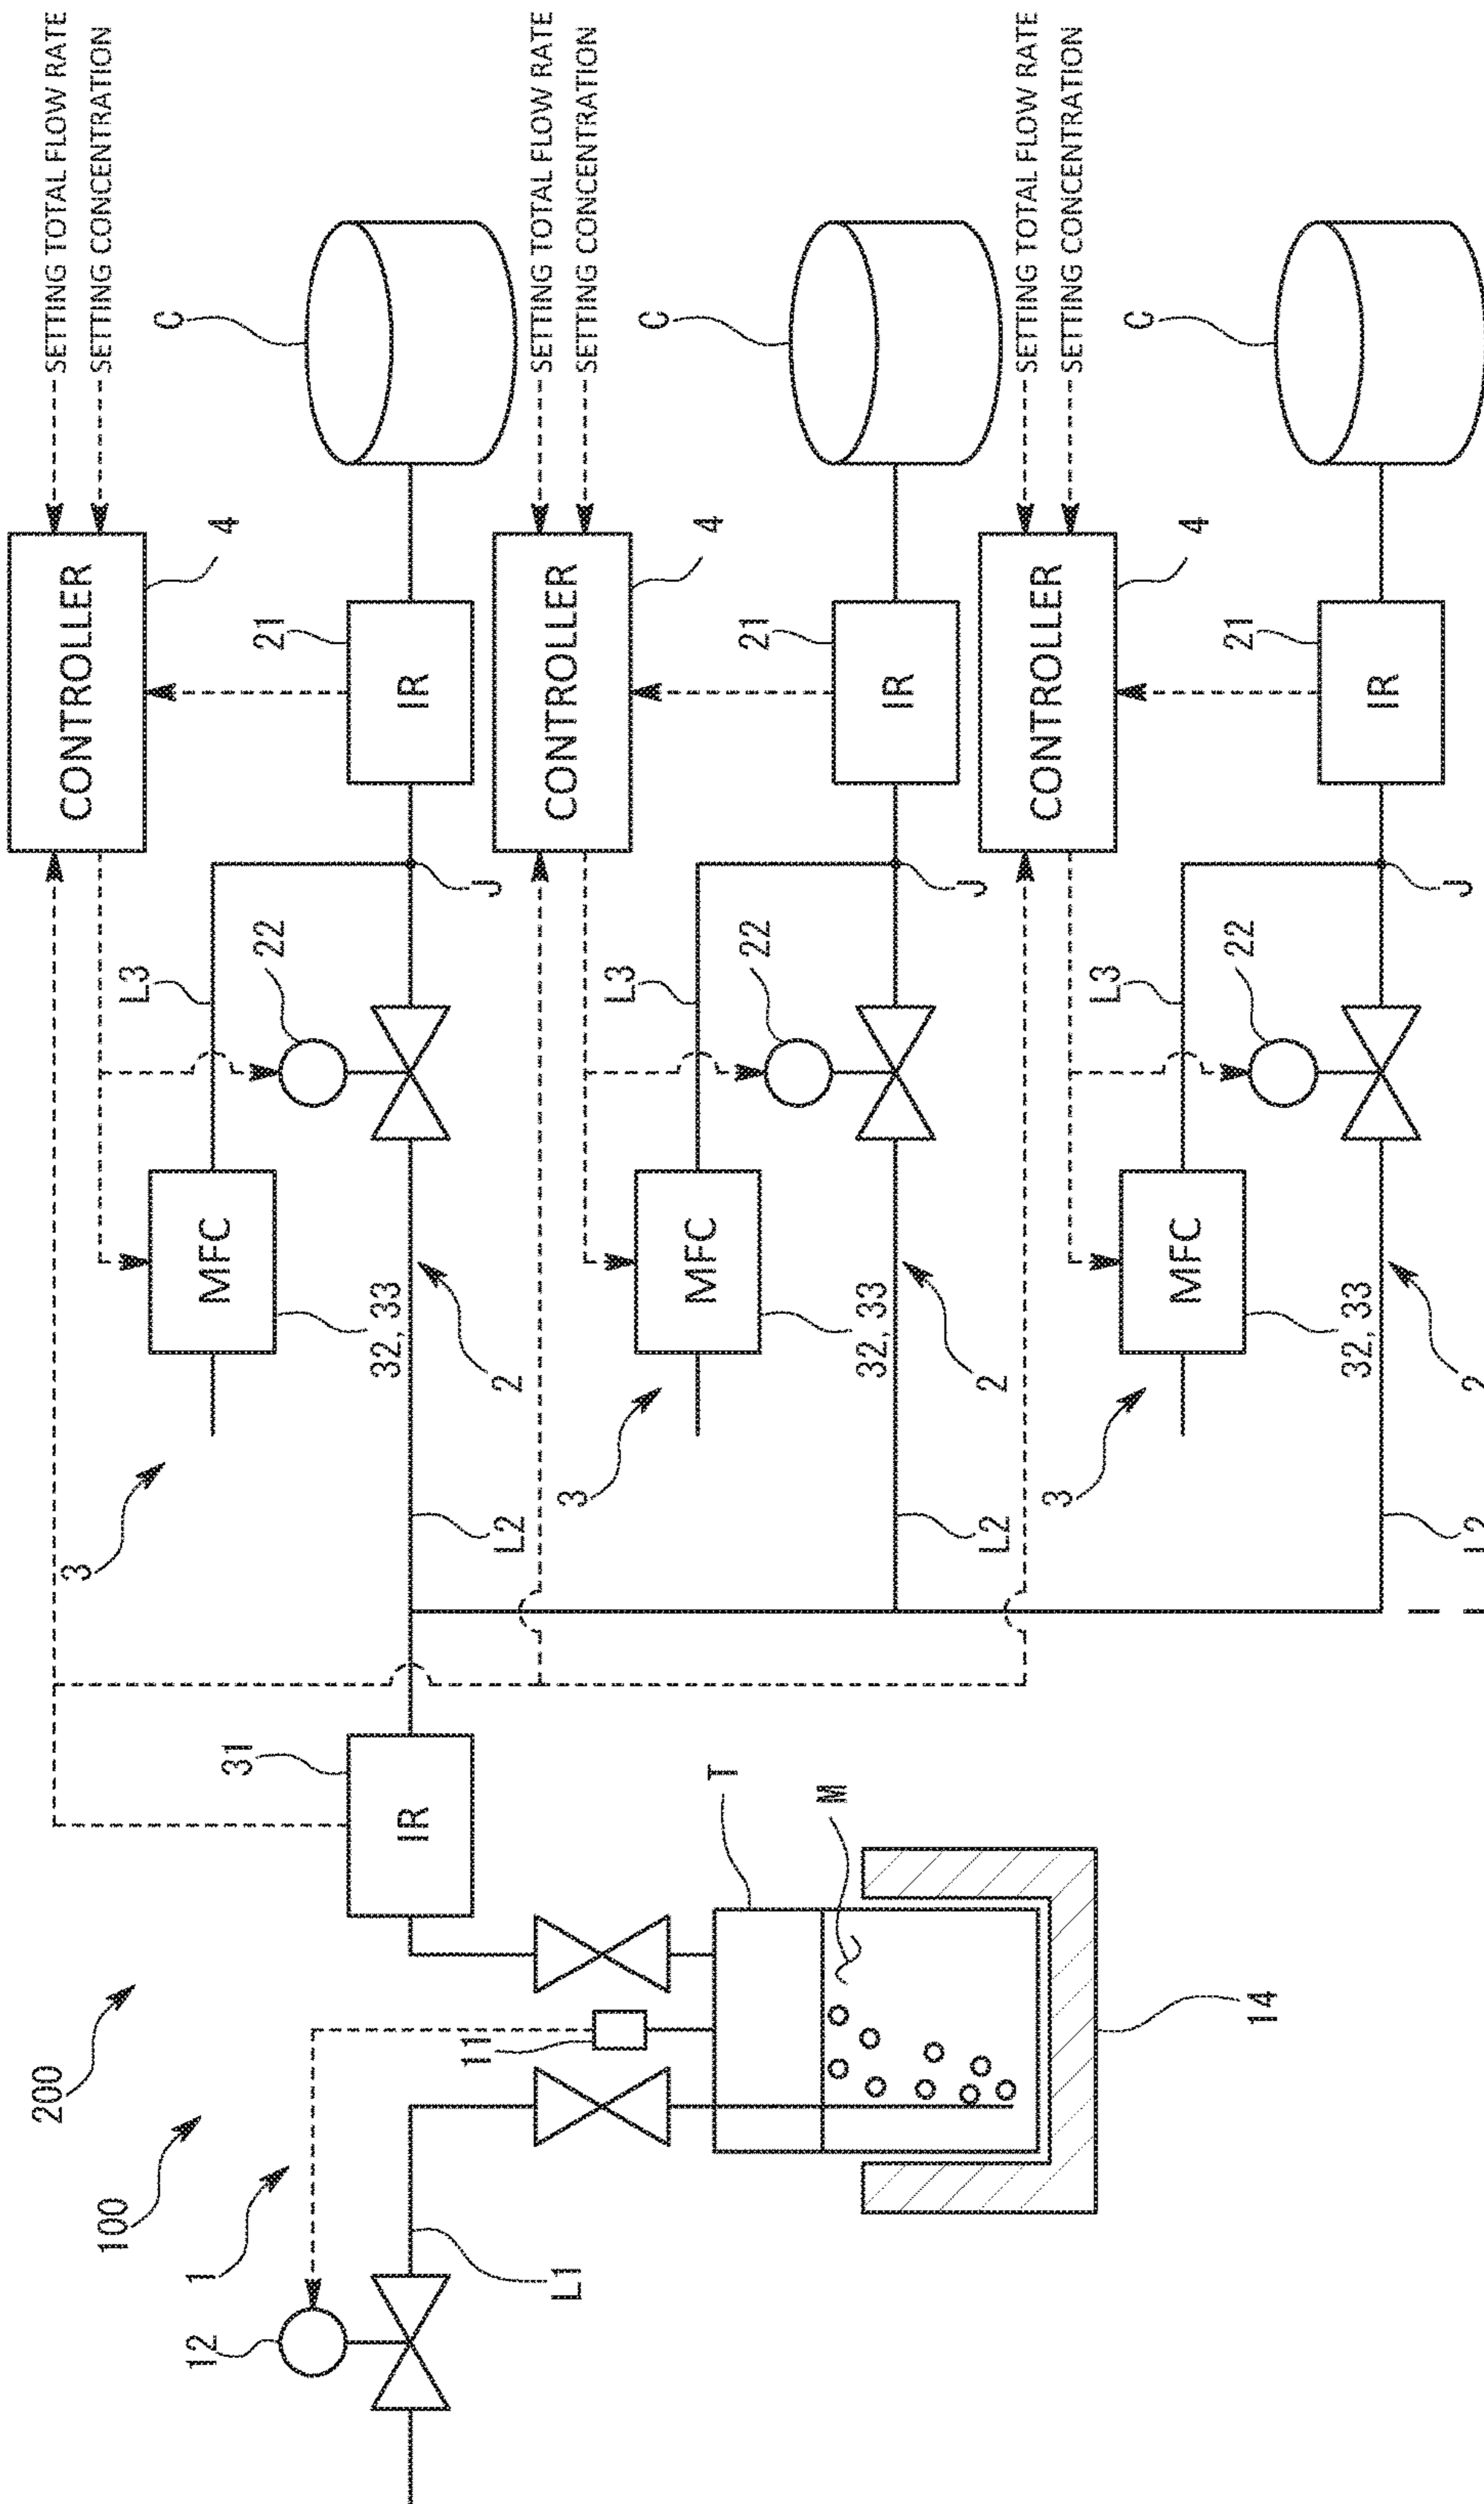 200
100
1
12
L1
11
T
M
14
IR
31
3
L2
2
MFC
32, 33
L3
22
J
CONTROLLER
4
IR
21
C
SETTING TOTAL FLOW RATE
SETTING CONCENTRATION
3
L2
2
MFC
32, 33
L3
22
J
CONTROLLER
4
IR
21
C
SETTING TOTAL FLOW RATE
SETTING CONCENTRATION
3
L2
2
MFC
32, 33
L3
22
J
CONTROLLER
4
IR
21
C
SETTING TOTAL FLOW RATE
SETTING CONCENTRATION